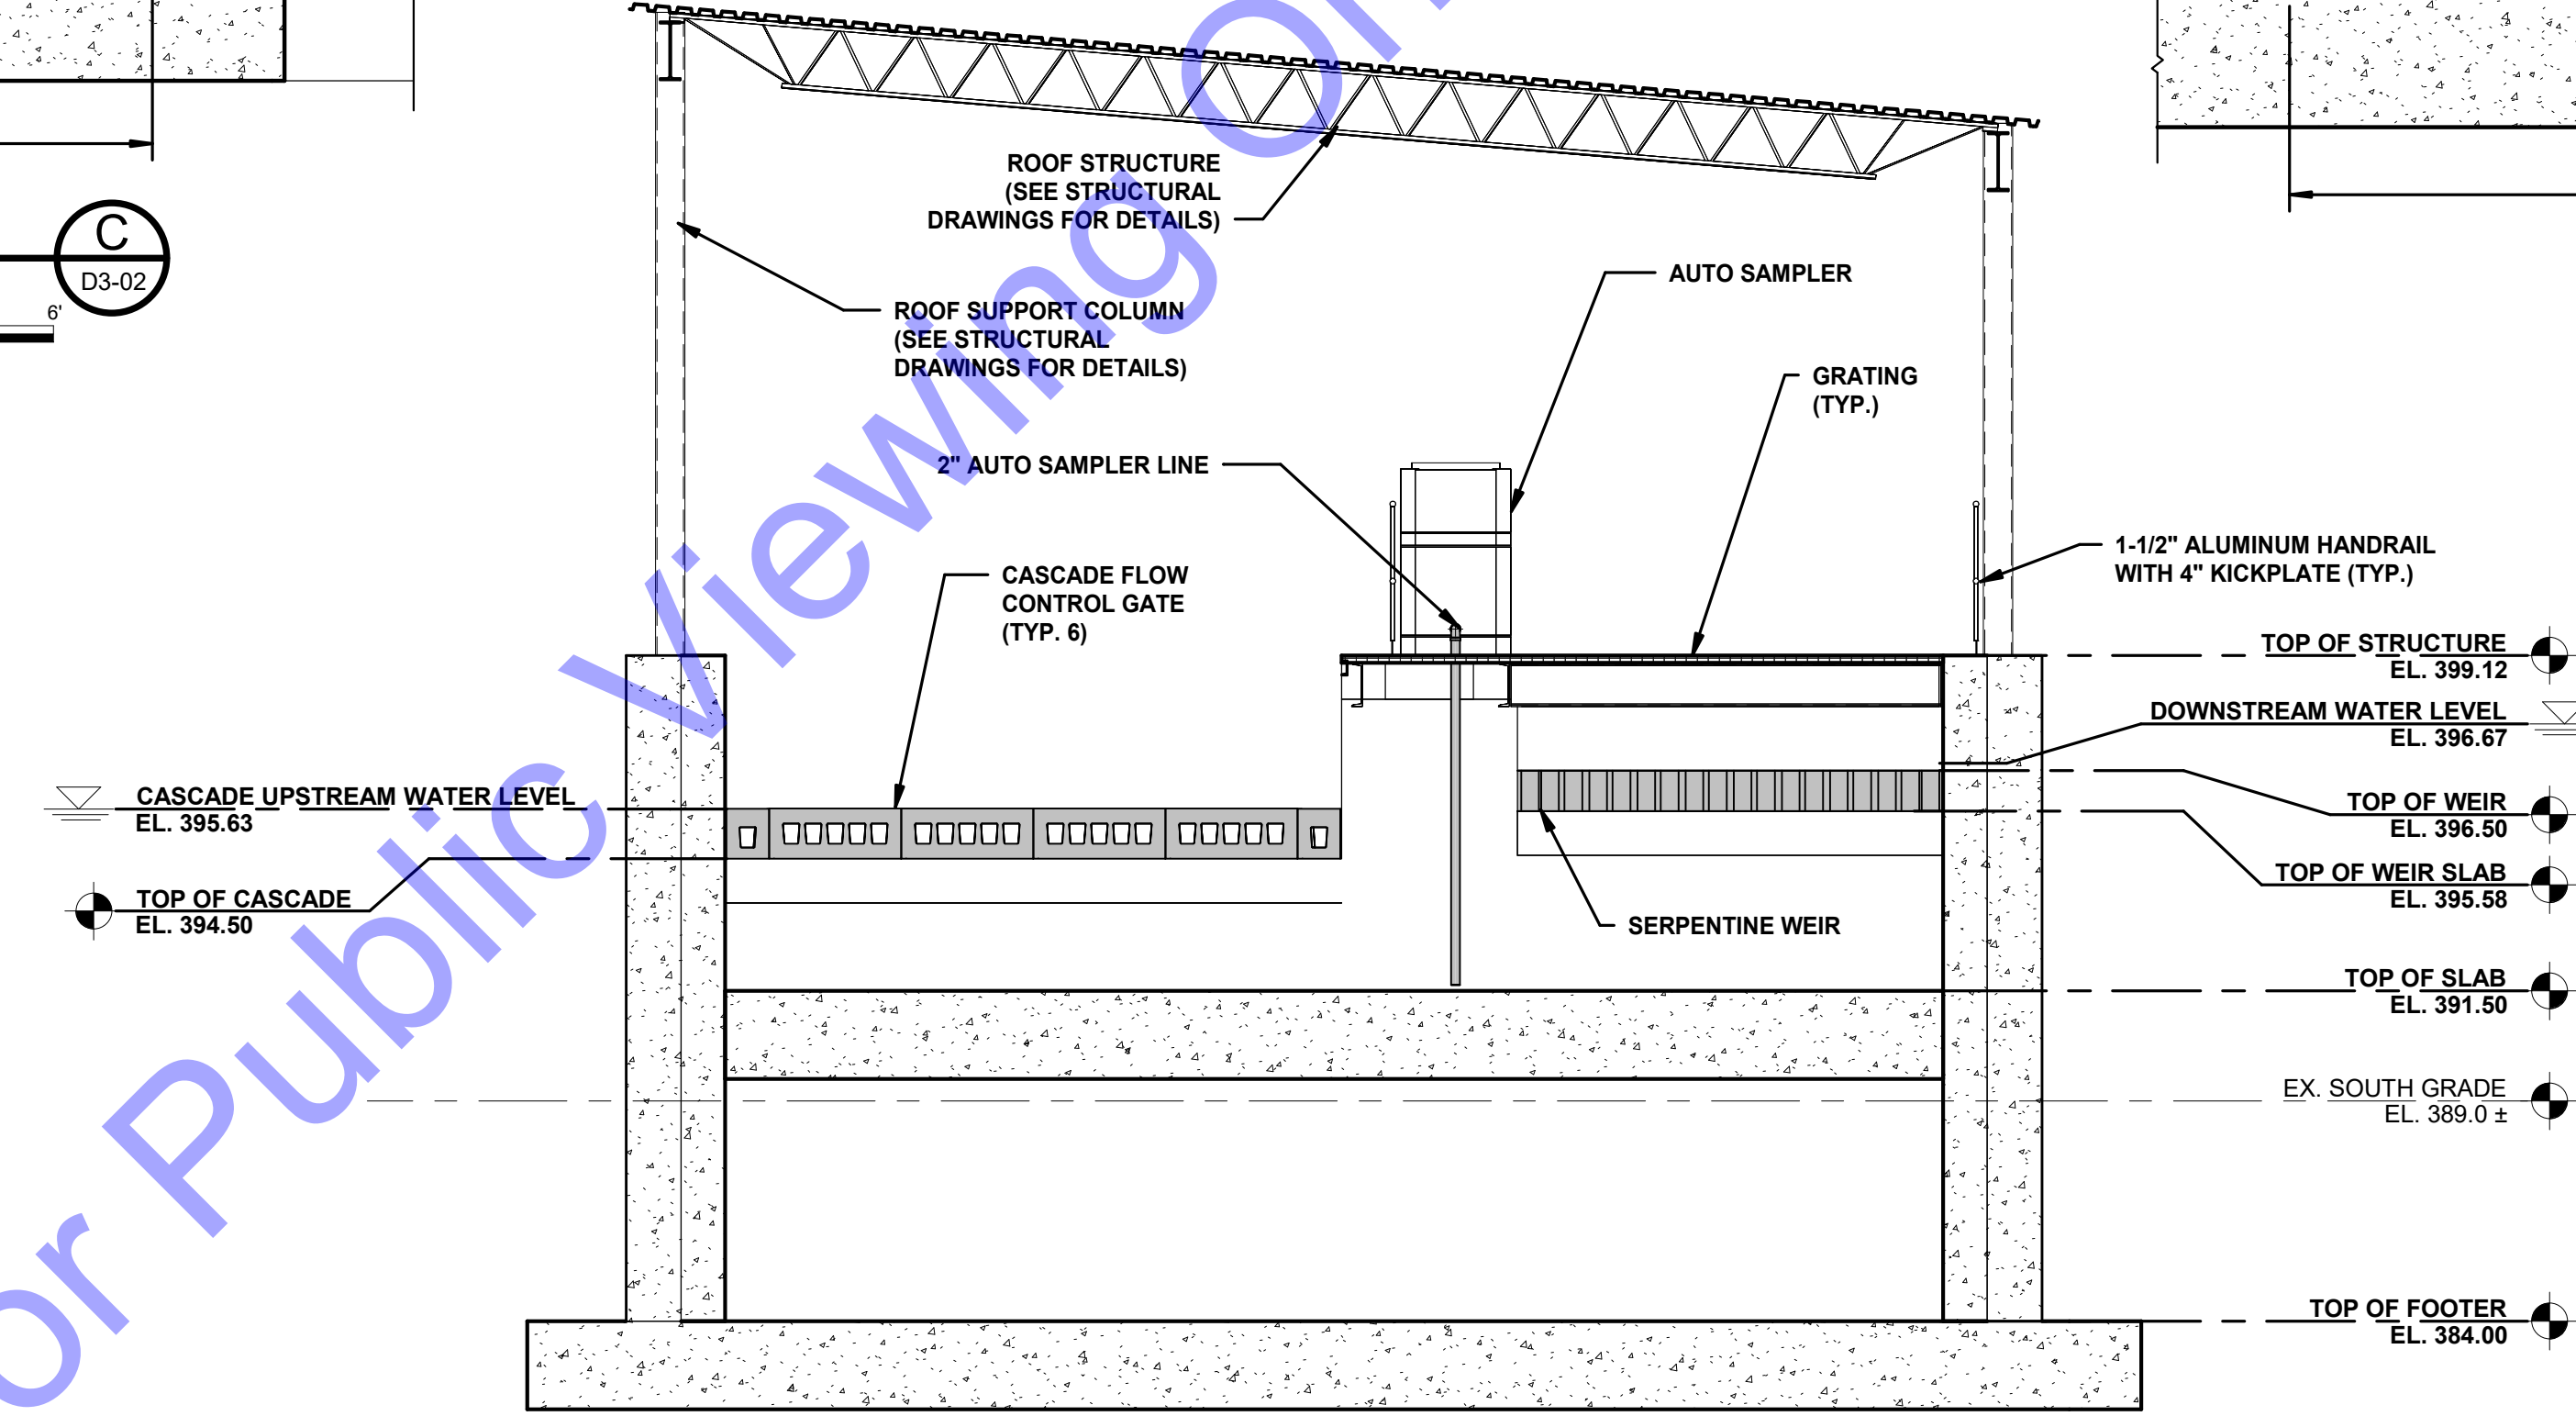 ROOF STRUCTURE
(SEE STRUCTURAL
DRAWINGS FOR DETAILS)
C
D3-02
6'
AUTO SAMPLER
ROOF SUPPORT COLUMN
(SEE STRUCTURAL
DRAWINGS FOR DETAILS)
GRATING
(TYP.)
2" AUTO SAMPLER LINE
1-1/2" ALUMINUM HANDRAIL
WITH 4" KICKPLATE (TYP.)
CASCADE FLOW
CONTROL GATE
(TYP. 6)
TOP OF STRUCTURE
EL. 399.12
DOWNSTREAM WATER LEVEL
EL. 396.67
CASCADE UPSTREAM WATER LEVEL
EL. 395.63
TOP OF WEIR
EL. 396.50
TOP OF WEIR SLAB
EL. 395.58
TOP OF CASCADE
EL. 394.50
SERPENTINE WEIR
TOP OF SLAB
EL. 391.50
EX. SOUTH GRADE
EL. 389.0 ±
TOP OF FOOTER
EL. 384.00
or Public Viewing